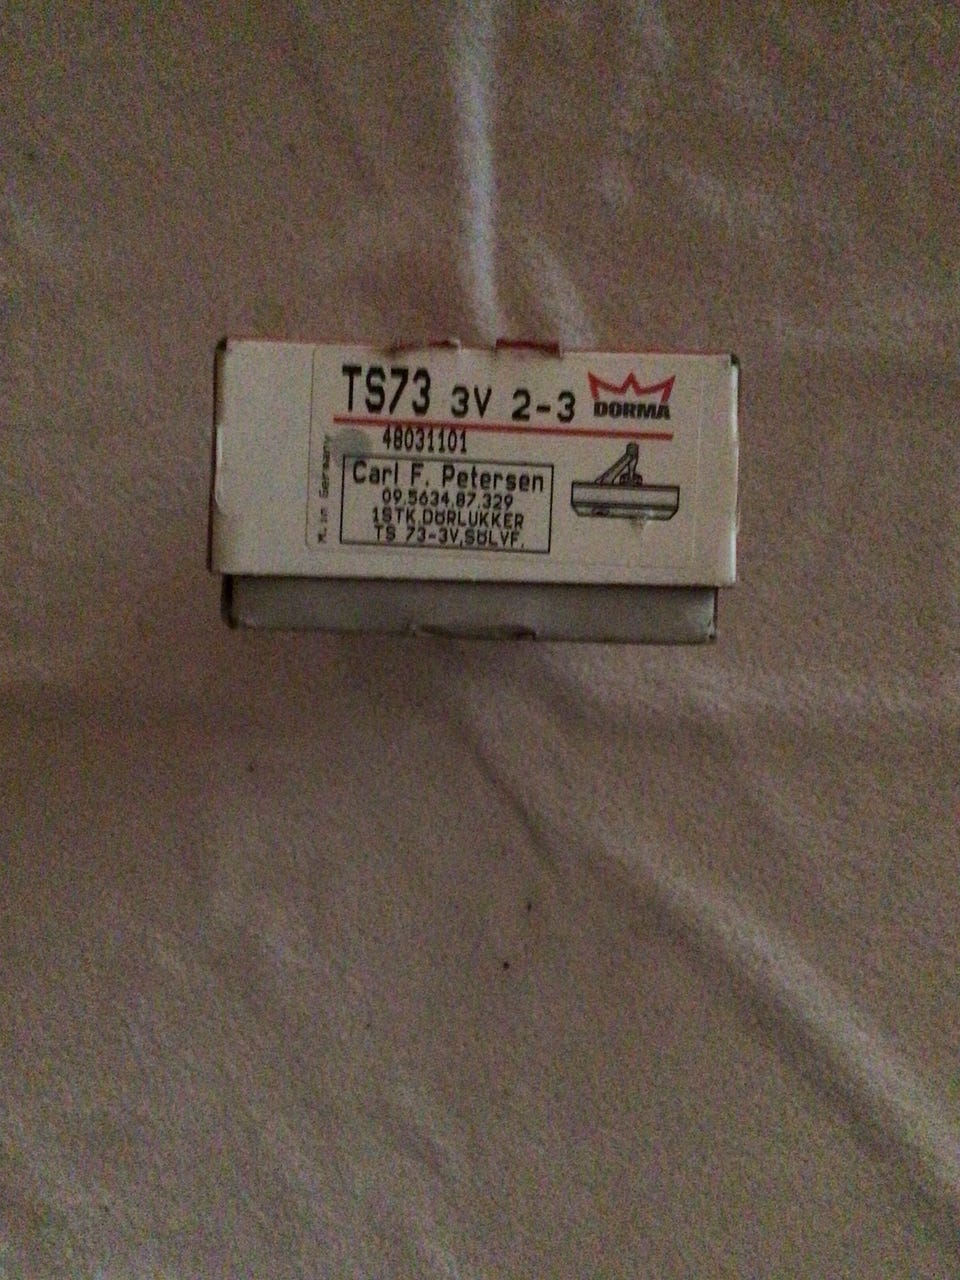 TS73 3V 2-3
DORMA
48031101
M. in Germany
Carl F. Petersen
09.5634.87.329
1STK.DØRLUKKER
TS 73-3V,SØLVF.